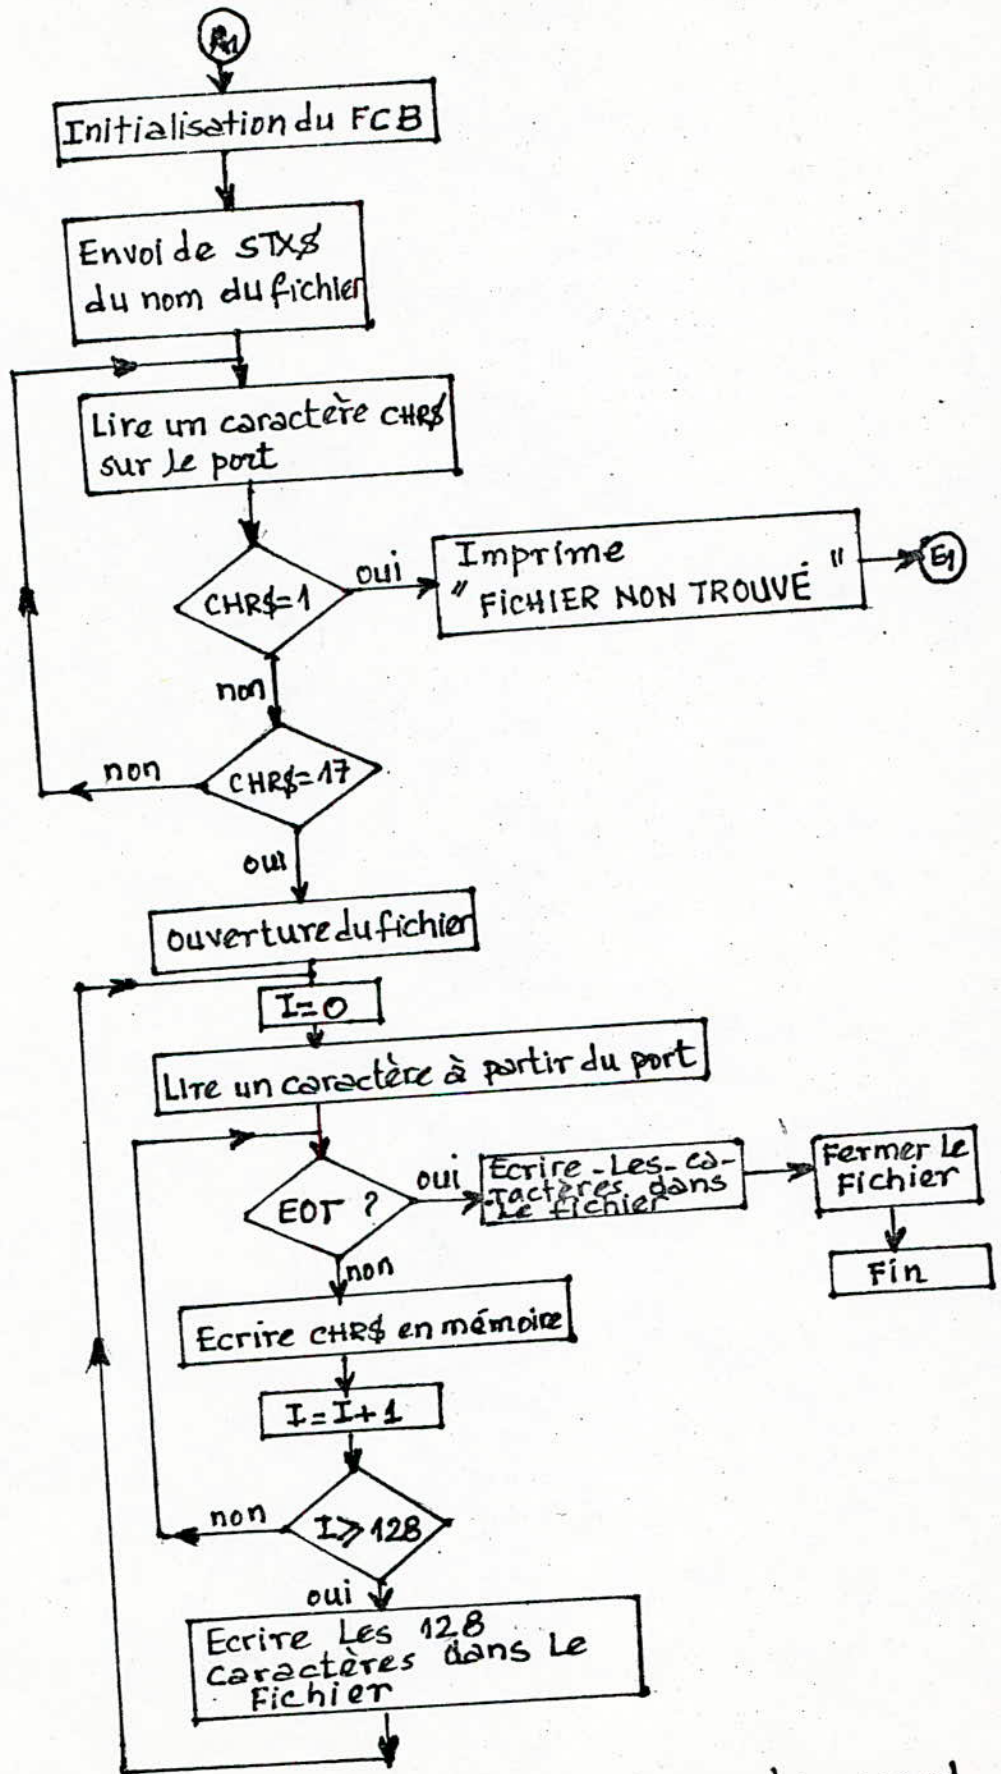 Initialisation du FCB
Envoi de STX$
du nom du fichier
Lire un caractère CHR$
sur le port
CHR$=1
oui
Imprime
" FICHIER NON TROUVÉ "
E1
non
CHR$=17
non
oui
ouverture du fichier
I=0
Lire un caractère à partir du port
EOT ?
oui
Ecrire-Les-ca-
ractères dans
Le fichier
Fermer Le
Fichier
Fin
non
Ecrire CHR$ en mémoire
I=I+1
I⩾128
non
oui
Ecrire Les 128
caractères dans Le
Fichier